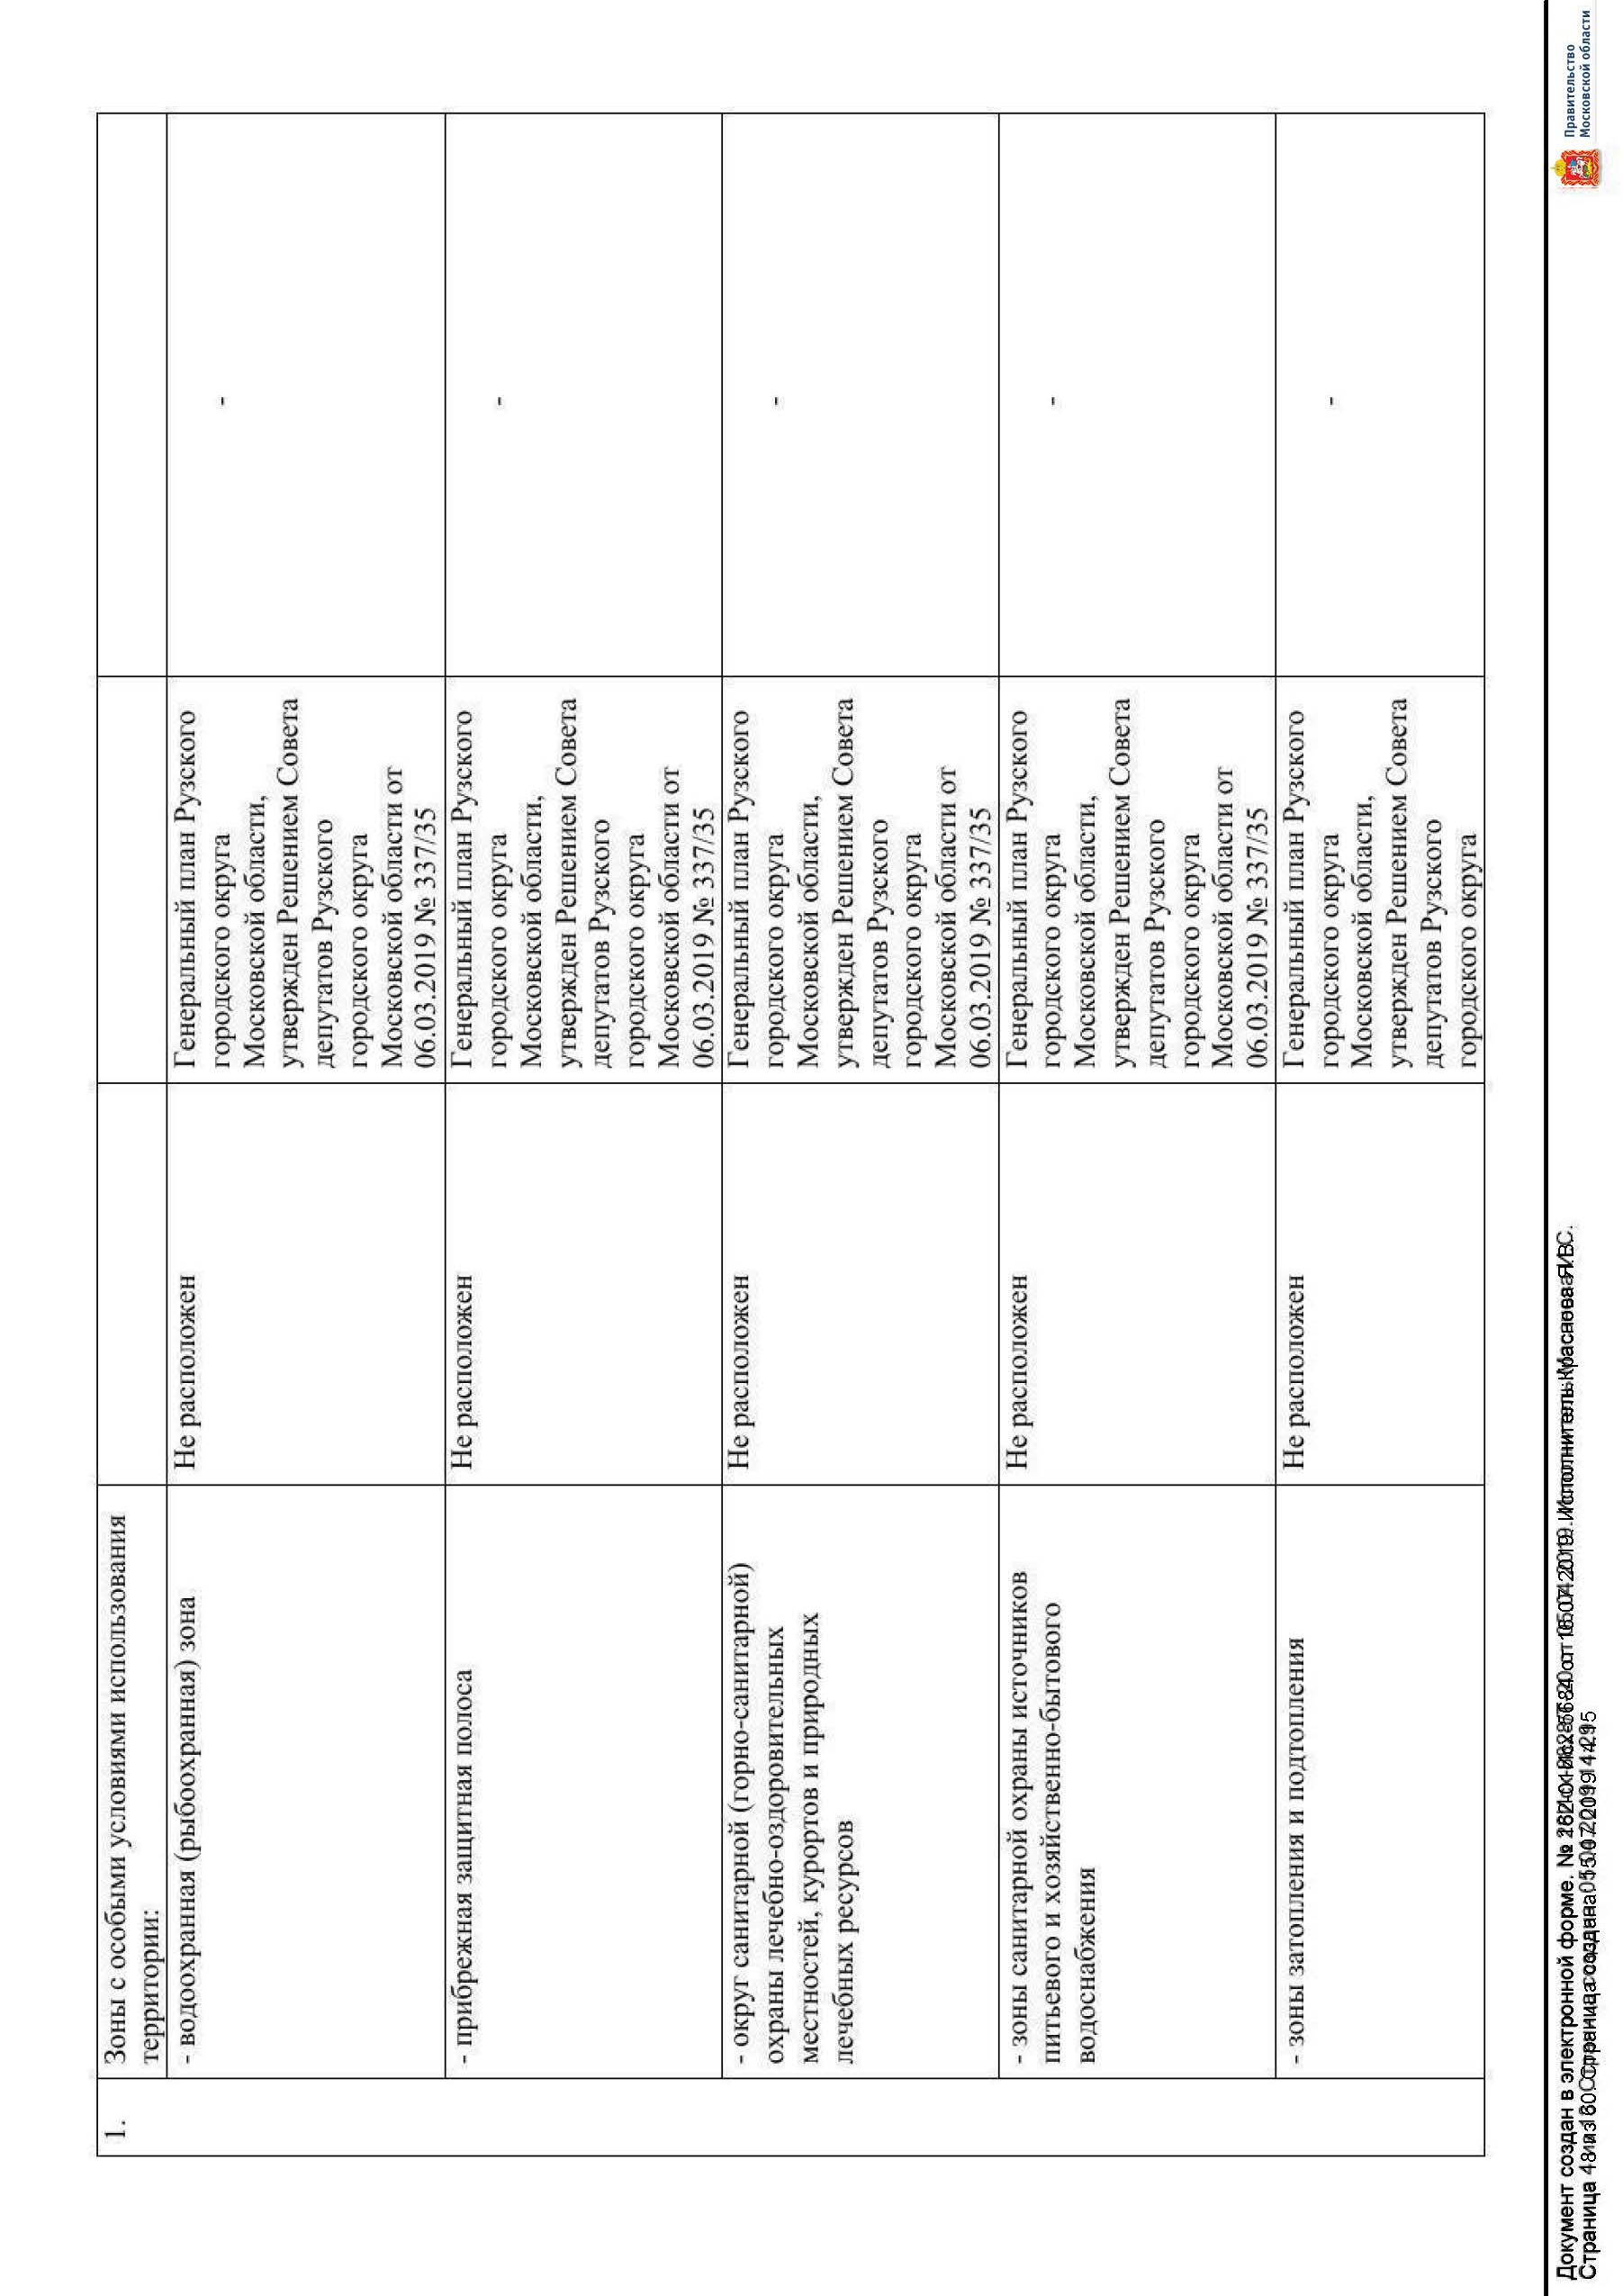 1.
Зоны с особыми условиями использования
территории:
- водоохранная (рыбоохранная) зона
Не расположен
Генеральный план Рузского
городского округа
Московской области,
утвержден Решением Совета
депутатов Рузского
городского округа
Московской области от
06.03.2019 № 337/35
-
- прибрежная защитная полоса
Не расположен
Генеральный план Рузского
городского округа
Московской области,
утвержден Решением Совета
депутатов Рузского
городского округа
Московской области от
06.03.2019 № 337/35
-
- округ санитарной (горно-санитарной)
охраны лечебно-оздоровительных
местностей, курортов и природных
лечебных ресурсов
Не расположен
Генеральный план Рузского
городского округа
Московской области,
утвержден Решением Совета
депутатов Рузского
городского округа
Московской области от
06.03.2019 № 337/35
-
- зоны санитарной охраны источников
питьевого и хозяйственно-бытового
водоснабжения
Не расположен
Генеральный план Рузского
городского округа
Московской области,
утвержден Решением Совета
депутатов Рузского
городского округа
Московской области от
06.03.2019 № 337/35
-
- зоны затопления и подтопления
Не расположен
Генеральный план Рузского
городского округа
Московской области,
утвержден Решением Совета
депутатов Рузского
городского округа
-
Документ создан в электронной форме. №
Страница
Правительство
Московской области